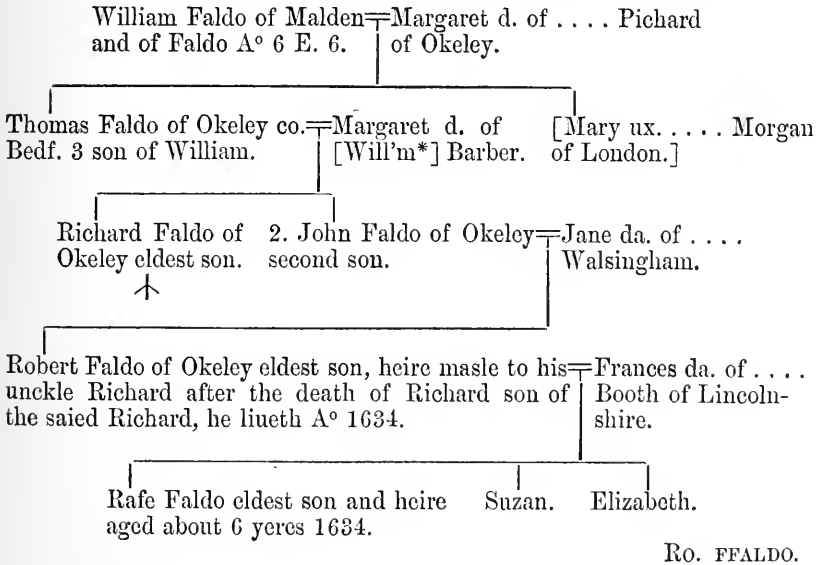 William Faldo of Malden Margaret d. of . . . . Pichard
and of Faldo Aº 6 E. 6. of Okeley.
Thomas Faldo of Okeley co. Margaret d. of [Mary ux. . . . . Morgan
Bedf. 3 son of William. [Will'm*] Barber. of London.]
Richard Faldo of 2. John Faldo of Okeley Jane da. of . . . .
Okeley eldest son. second son. Walsingham.
Robert Faldo of Okeley eldest son, heire masle to his Frances da. of . . . .
unckle Richard after the death of Richard son of Booth of Lincoln-
the saied Richard, he liueth Aº 1634. shire.
Rafe Faldo eldest son and heire Suzan. Elizabeth.
aged about 6 yeres 1634.
RO. FFALDO.